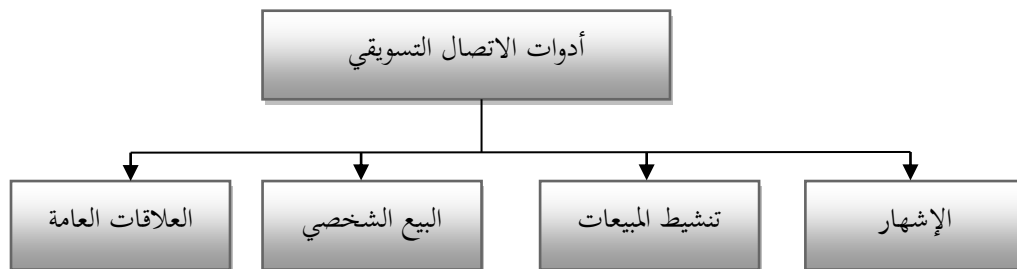 أدوات الاتصال التسويقي
الإشهار
تنشيط المبيعات
البيع الشخصي
العلاقات العامة